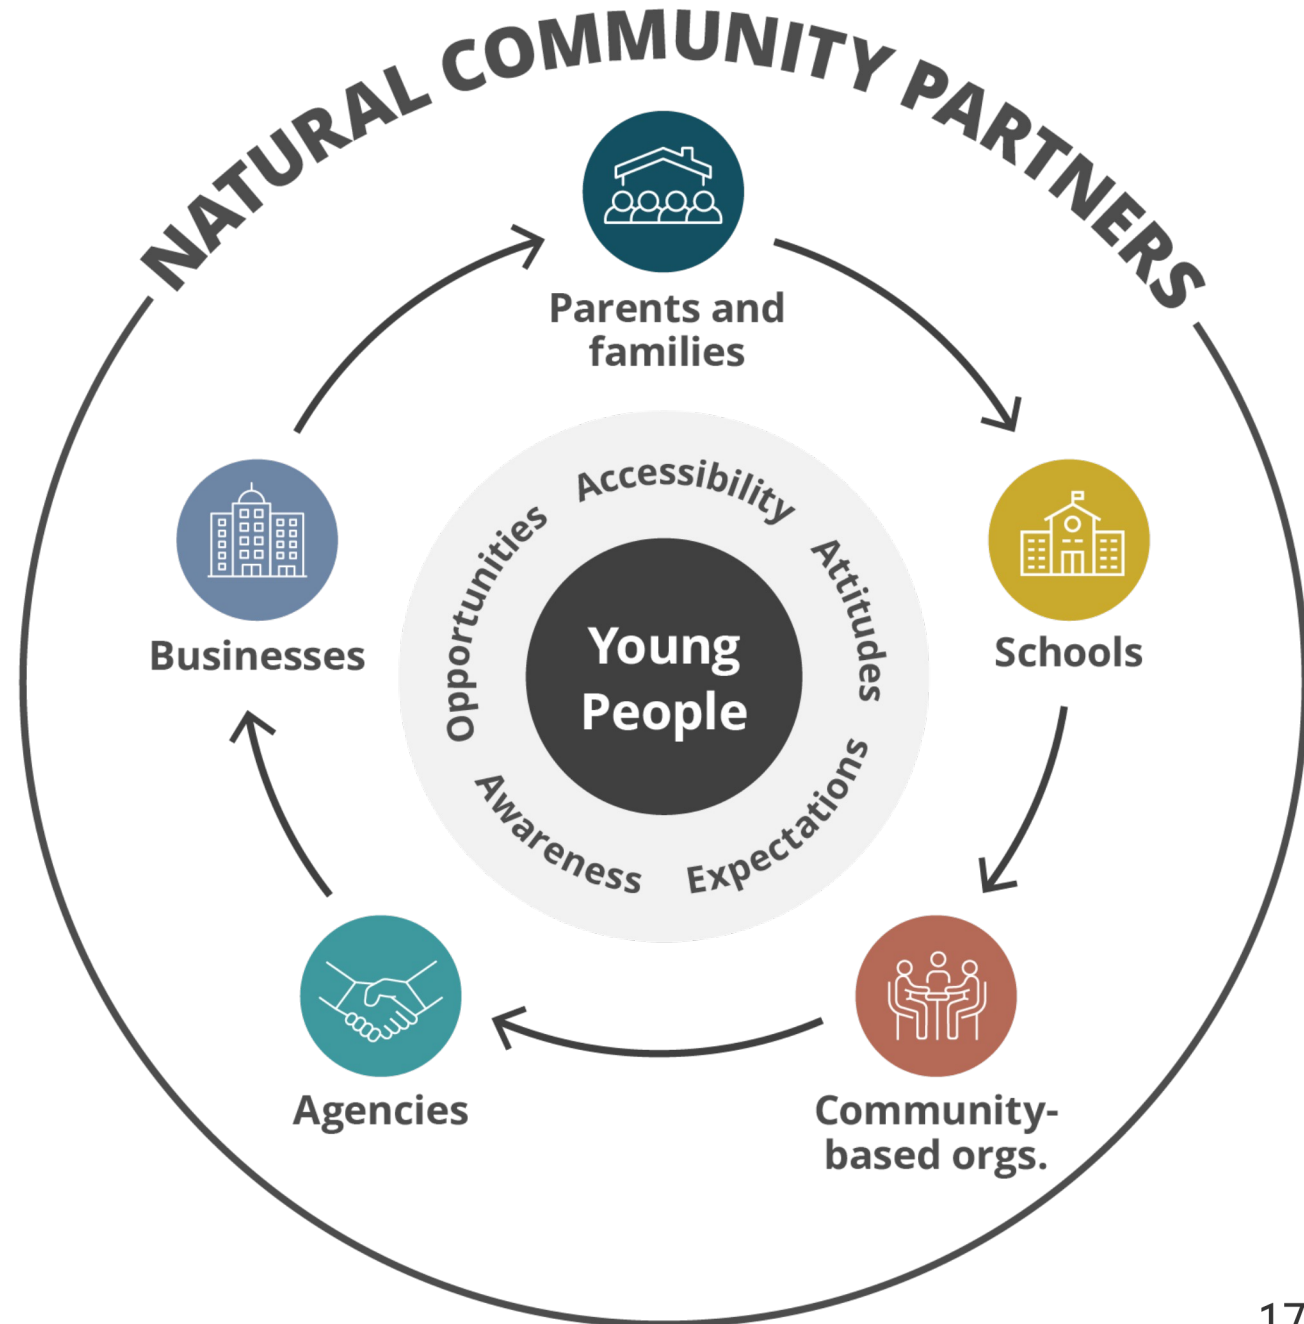 NATURAL COMMUNITY PARTNERS
Parents and
families
Schools
Community-
based orgs.
Agencies
Businesses
Accessibility
Attitudes
Expectations
Awareness
Opportunities
Young
People
17